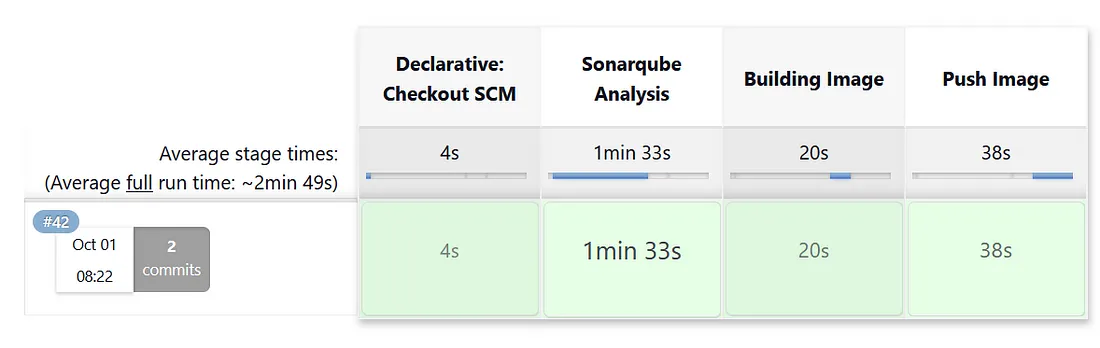 Declarative:
Checkout SCM
Sonarqube
Analysis
Building Image
Push Image
Average stage times:
(Average full run time: ~2min 49s)
4s
1min 33s
20s
38s
#42
Oct 01
08:22
2
commits
4s
1min 33s
20s
38s